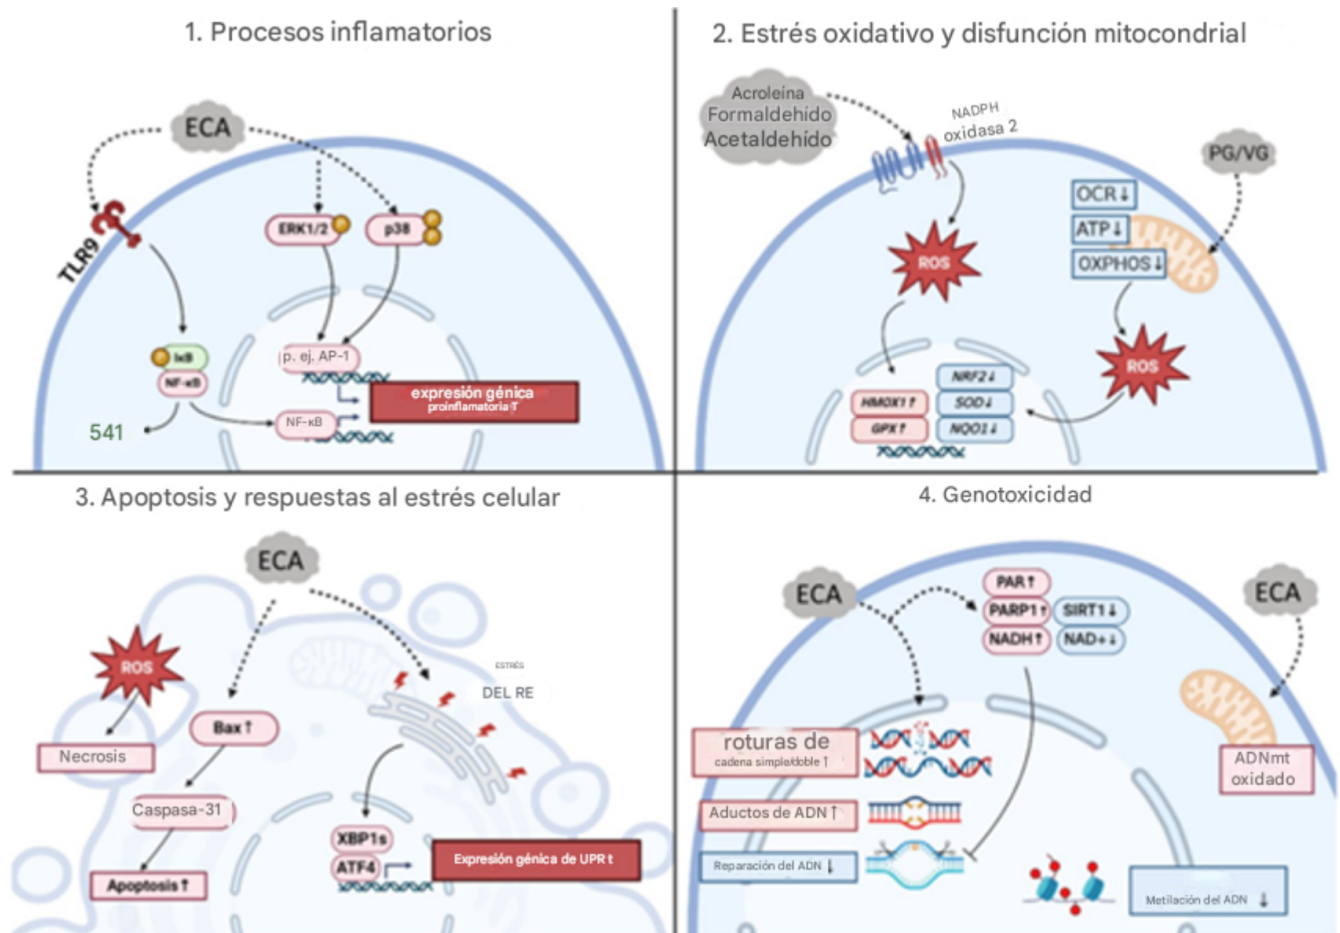 1. Procesos inflamatorios
ECA
TLR9
ERK1/2
p38
IκB
NF-κB
541
p. ej. AP-1
NF-κB
expresión génica
proinflamatoria ↑
2. Estrés oxidativo y disfunción mitocondrial
Acroleína
Formaldehído
Acetaldehído
NADPH
oxidasa 2
PG/VG
OCR↓
ATP↓
OXPHOS↓
ROS
ROS
HMOX1↑
GPX↑
NRF2↓
SOD↓
NQO1↓
3. Apoptosis y respuestas al estrés celular
ECA
ROS
Necrosis
Bax↑
Caspasa-31
Apoptosis↑
ESTRÉS
DEL RE
XBP1s
ATF4
Expresión génica de UPR t
4. Genotoxicidad
ECA
PAR↑
PARP1↑
NADH↑
SIRT1↓
NAD+↓
ECA
roturas de
cadena simple/doble ↑
Aductos de ADN ↑
Reparación del ADN ↓
ADNmt
oxidado
Metilación del ADN ↓